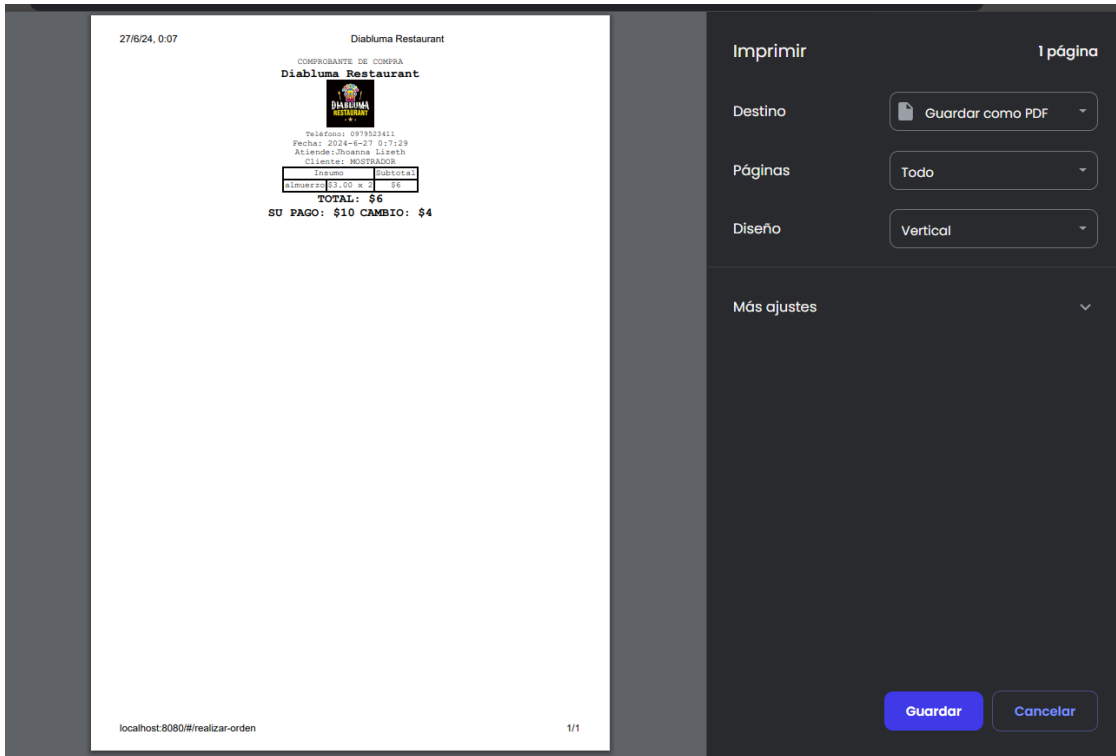 27/6/24, 0:07 Diabluma Restaurant
COMPROBANTE DE COMPRA
Diabluma Restaurant
DIABLUMA
RESTAURANT
Teléfono: 0979523411
Fecha: 2024-6-27 0:7:29
Atiende:Jhoanna Lizeth
Cliente: MOSTRADOR
Insumo Subtotal
almuerzo $3.00 x 2 $6
TOTAL: $6
SU PAGO: $10 CAMBIO: $4
localhost:8080/#/realizar-orden 1/1
Imprimir 1 página
Destino Guardar como PDF
Páginas Todo
Diseño Vertical
Más ajustes
Guardar Cancelar